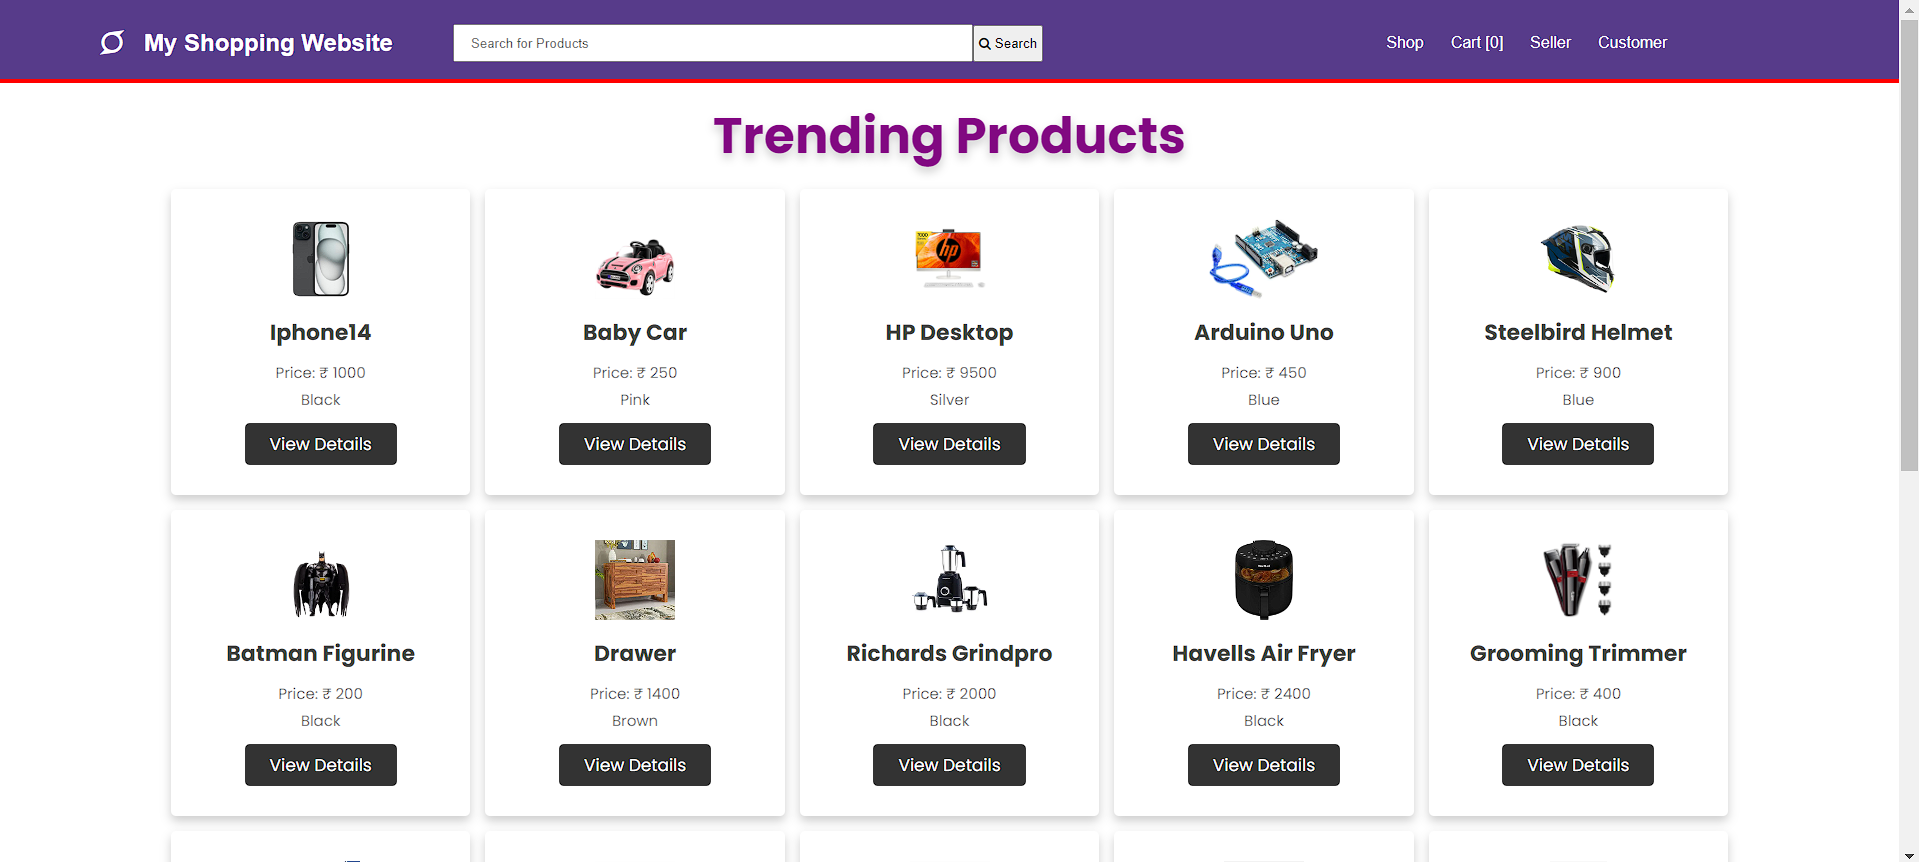 My Shopping Website
Search for Products
Search
Shop Cart [0] Seller Customer
Trending Products
hp
Iphone14
Price: ₹ 1000
Black
View Details
Baby Car
Price: ₹ 250
Pink
View Details
HP Desktop
Price: ₹ 9500
Silver
View Details
Arduino Uno
Price: ₹ 450
Blue
View Details
Steelbird Helmet
Price: ₹ 900
Blue
View Details
Batman Figurine
Price: ₹ 200
Black
View Details
Drawer
Price: ₹ 1400
Brown
View Details
Richards Grindpro
Price: ₹ 2000
Black
View Details
Havells Air Fryer
Price: ₹ 2400
Black
View Details
Grooming Trimmer
Price: ₹ 400
Black
View Details